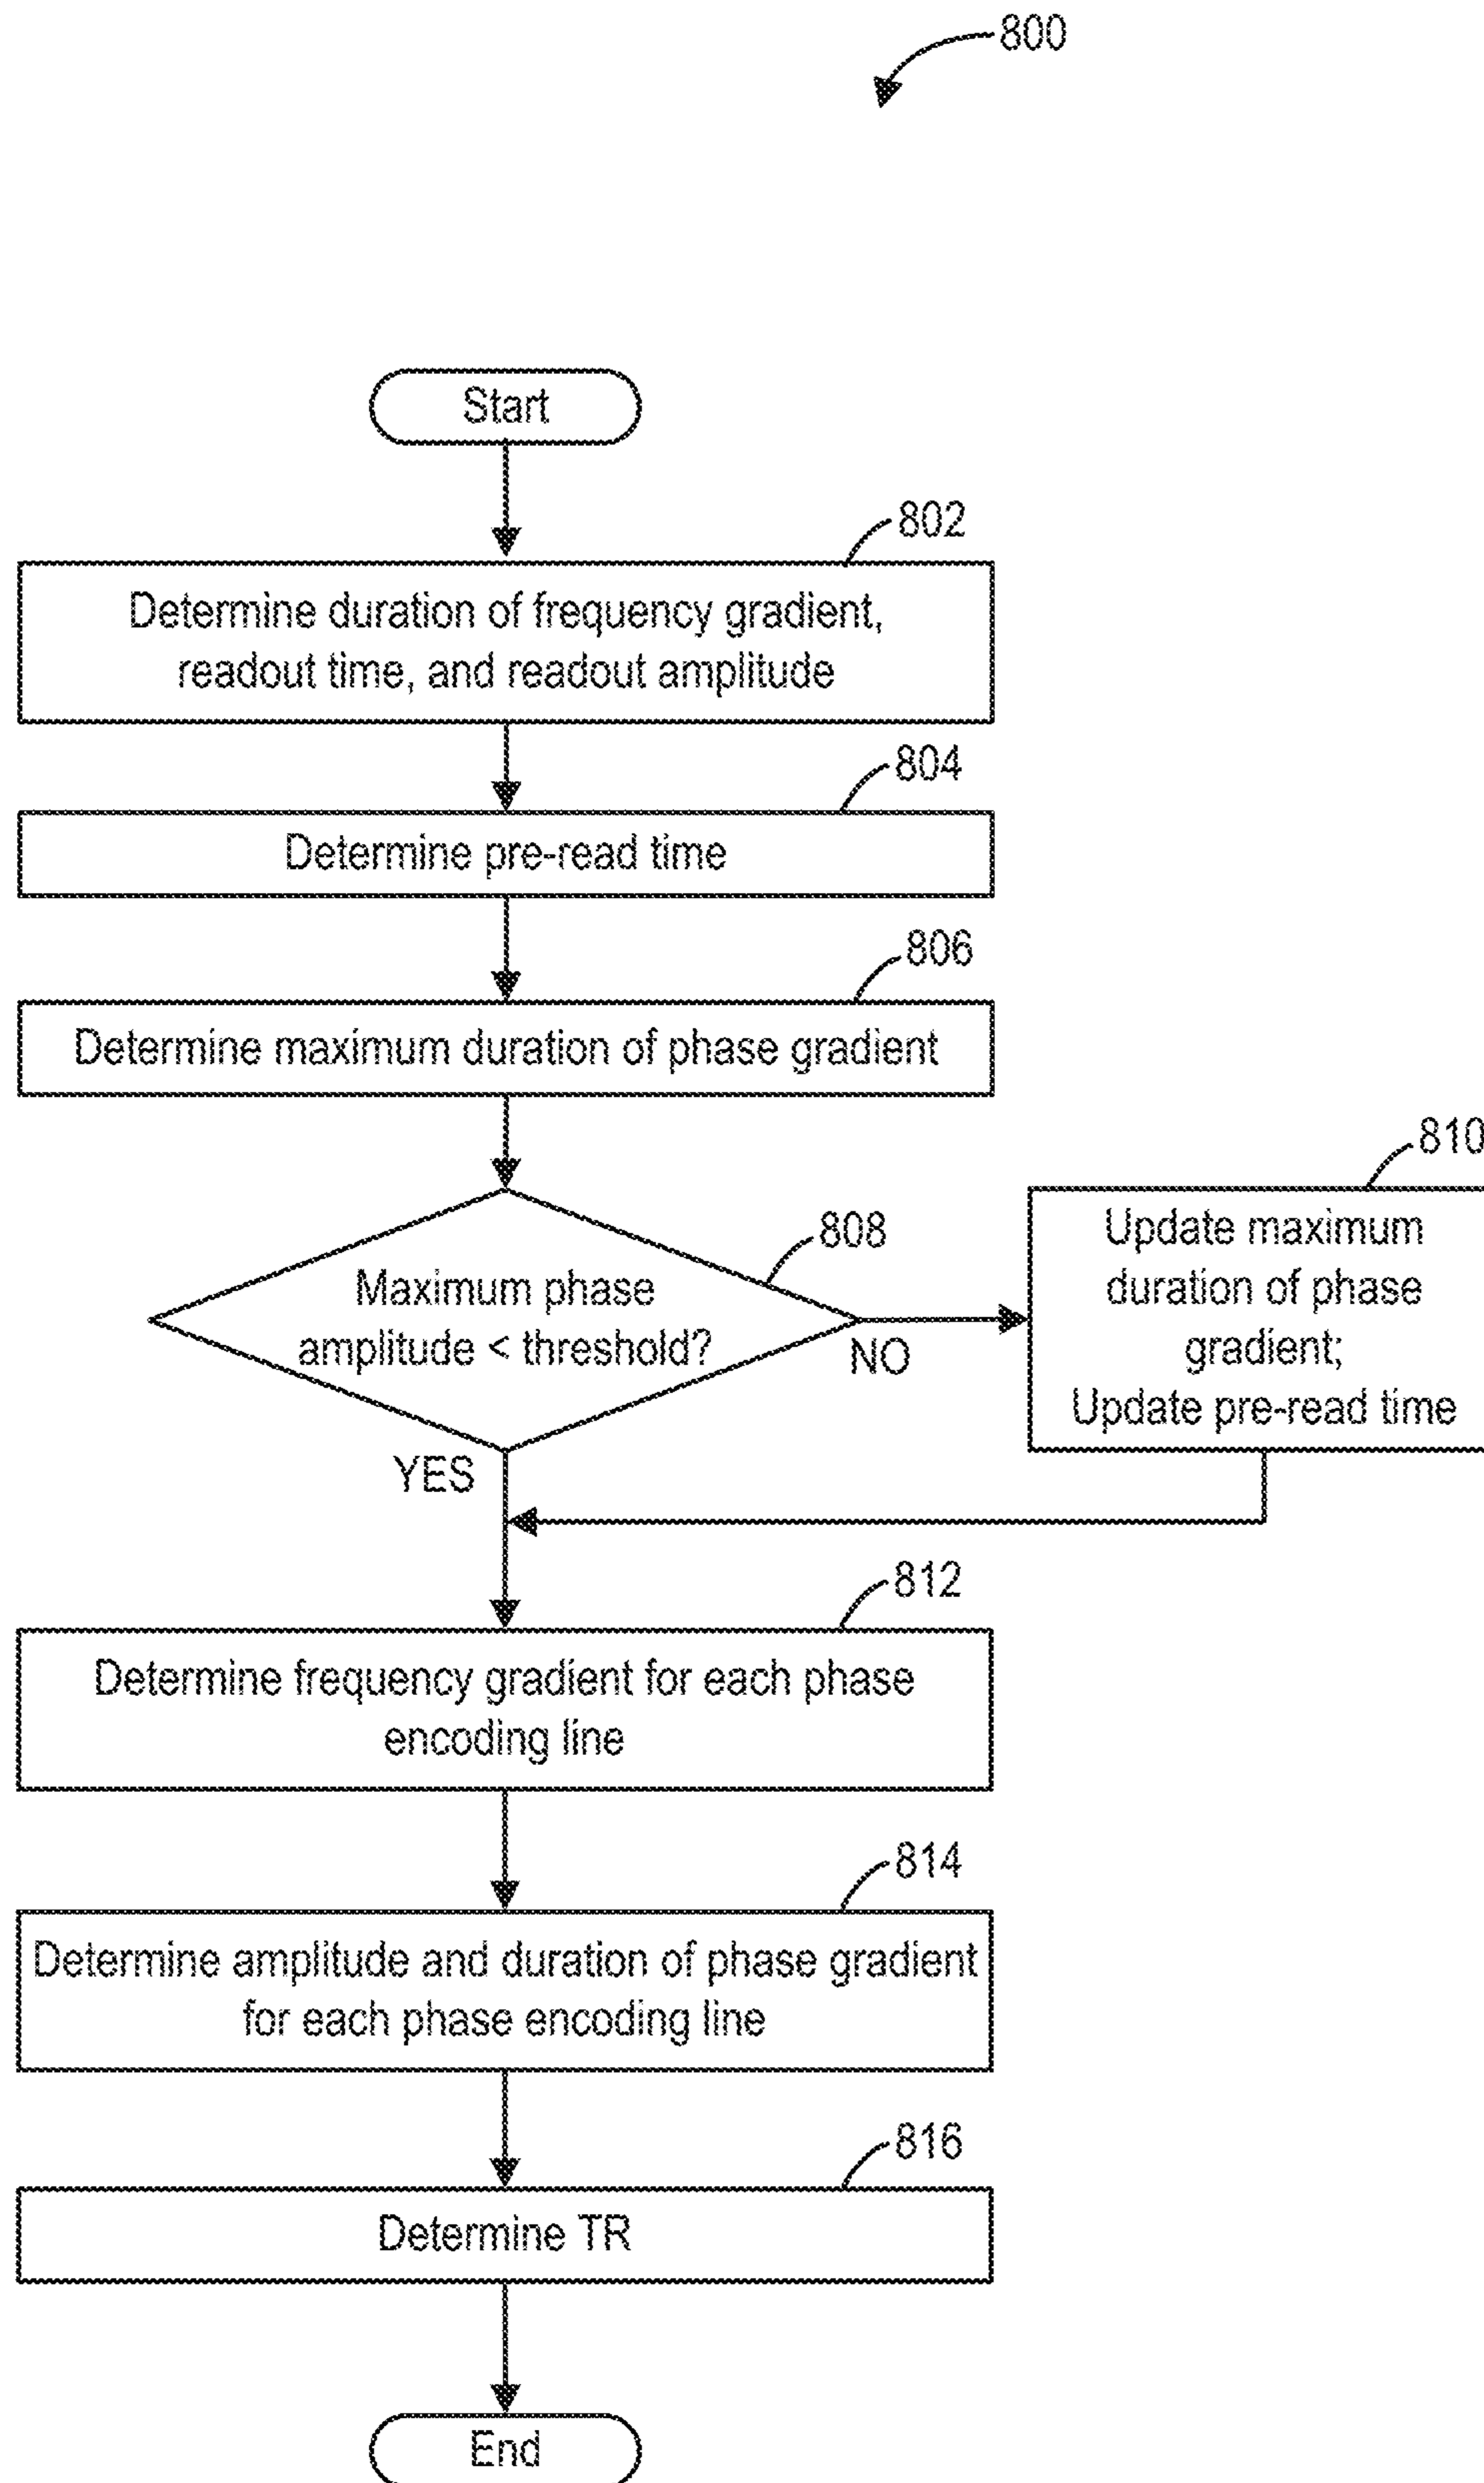 800
Start
802
Determine duration of frequency gradient,
readout time, and readout amplitude
804
Determine pre-read time
806
Determine maximum duration of phase gradient
808
Maximum phase
amplitude < threshold?
NO
YES
810
Update maximum
duration of phase
gradient;
Update pre-read time
812
Determine frequency gradient for each phase
encoding line
814
Determine amplitude and duration of phase gradient
for each phase encoding line
816
Determine TR
End